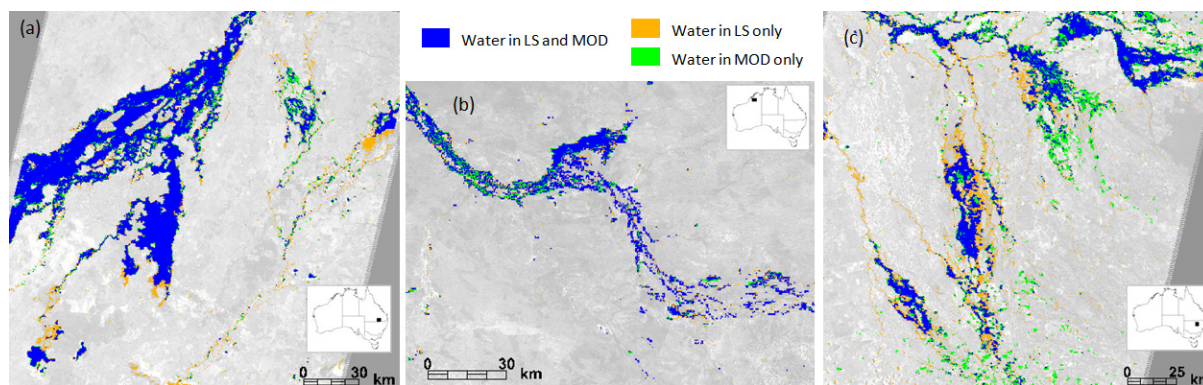 (a)
Water in LS and MOD
Water in LS only
Water in MOD only
(b)
(c)
0 30
km
0 30
km
0 25
km